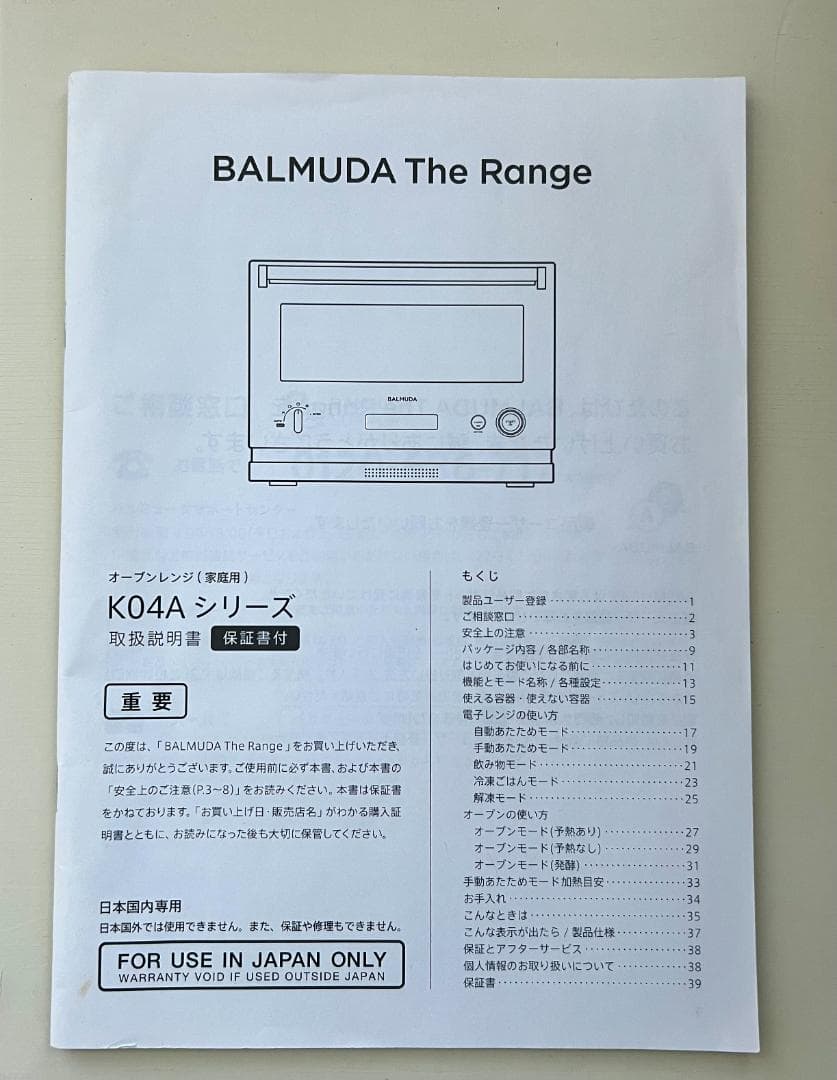 BALMUDA The Range
BALMUDA
オーブンレンジ(家庭用)
K04A シリーズ
取扱説明書 保証書付
重要
この度は、「BALMUDA The Range」をお買い上げいただき、
誠にありがとうございます。ご使用前に必ず本書、および本書の
「安全上のご注意(P.3~8)」をお読みください。本書は保証書
をかねております。「お買い上げ日・販売店名」がわかる購入証
明書とともに、お読みになった後も大切に保管してください。
日本国内専用
日本国外では使用できません。また、保証や修理もできません。
FOR USE IN JAPAN ONLY
WARRANTY VOID IF USED OUTSIDE JAPAN
もくじ
製品ユーザー登録 1
ご相談窓口 2
安全上の注意 3
パッケージ内容 / 各部名称 9
はじめてお使いになる前に 11
機能とモード名称 / 各種設定 13
使える容器・使えない容器 15
電子レンジの使い方
自動あたためモード 17
手動あたためモード 19
飲み物モード 21
冷凍ごはんモード 23
解凍モード 25
オーブンの使い方
オーブンモード(予熱あり) 27
オーブンモード(予熱なし) 29
オーブンモード(発酵) 31
手動あたためモード加熱目安 33
お手入れ 34
こんなときは 35
こんな表示が出たら / 製品仕様 37
保証とアフターサービス 38
個人情報のお取り扱いについて 38
保証書 39